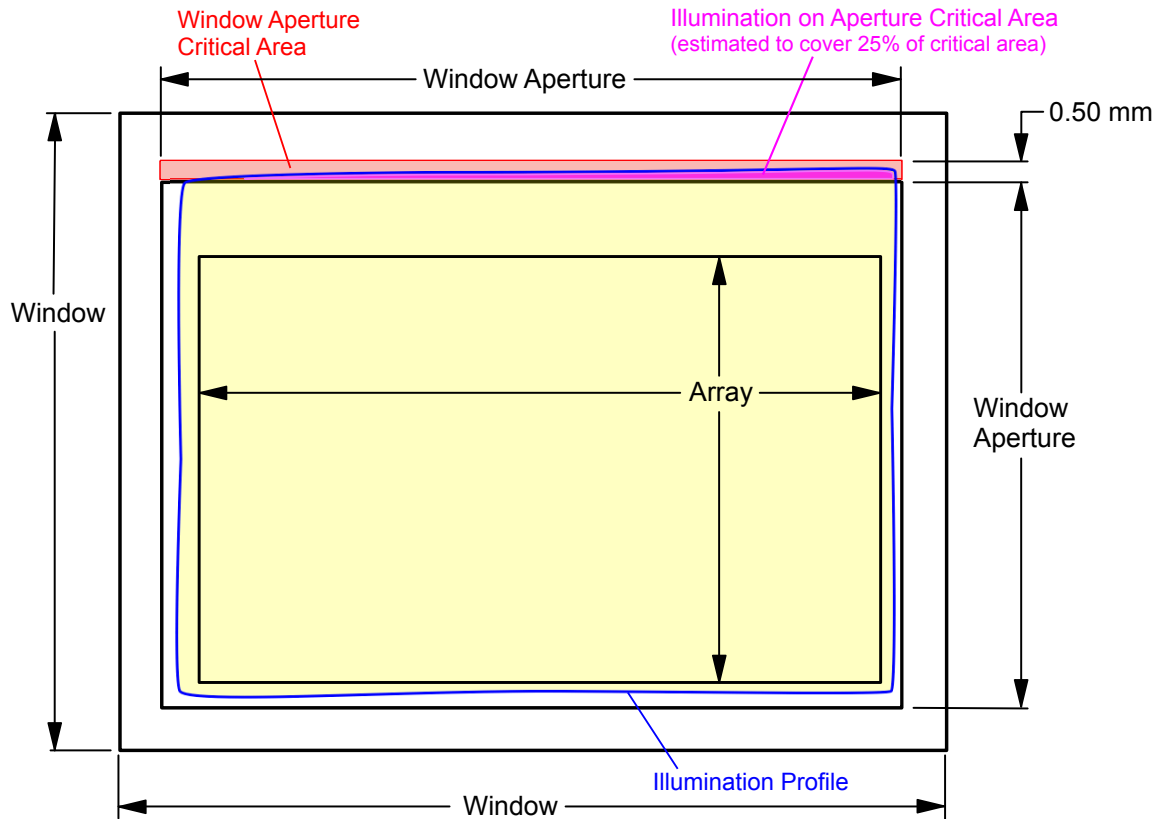 Window Aperture
Critical Area
Illumination on Aperture Critical Area
(estimated to cover 25% of critical area)
Window Aperture
0.50 mm
Window
Array
Window
Aperture
Illumination Profile
Window